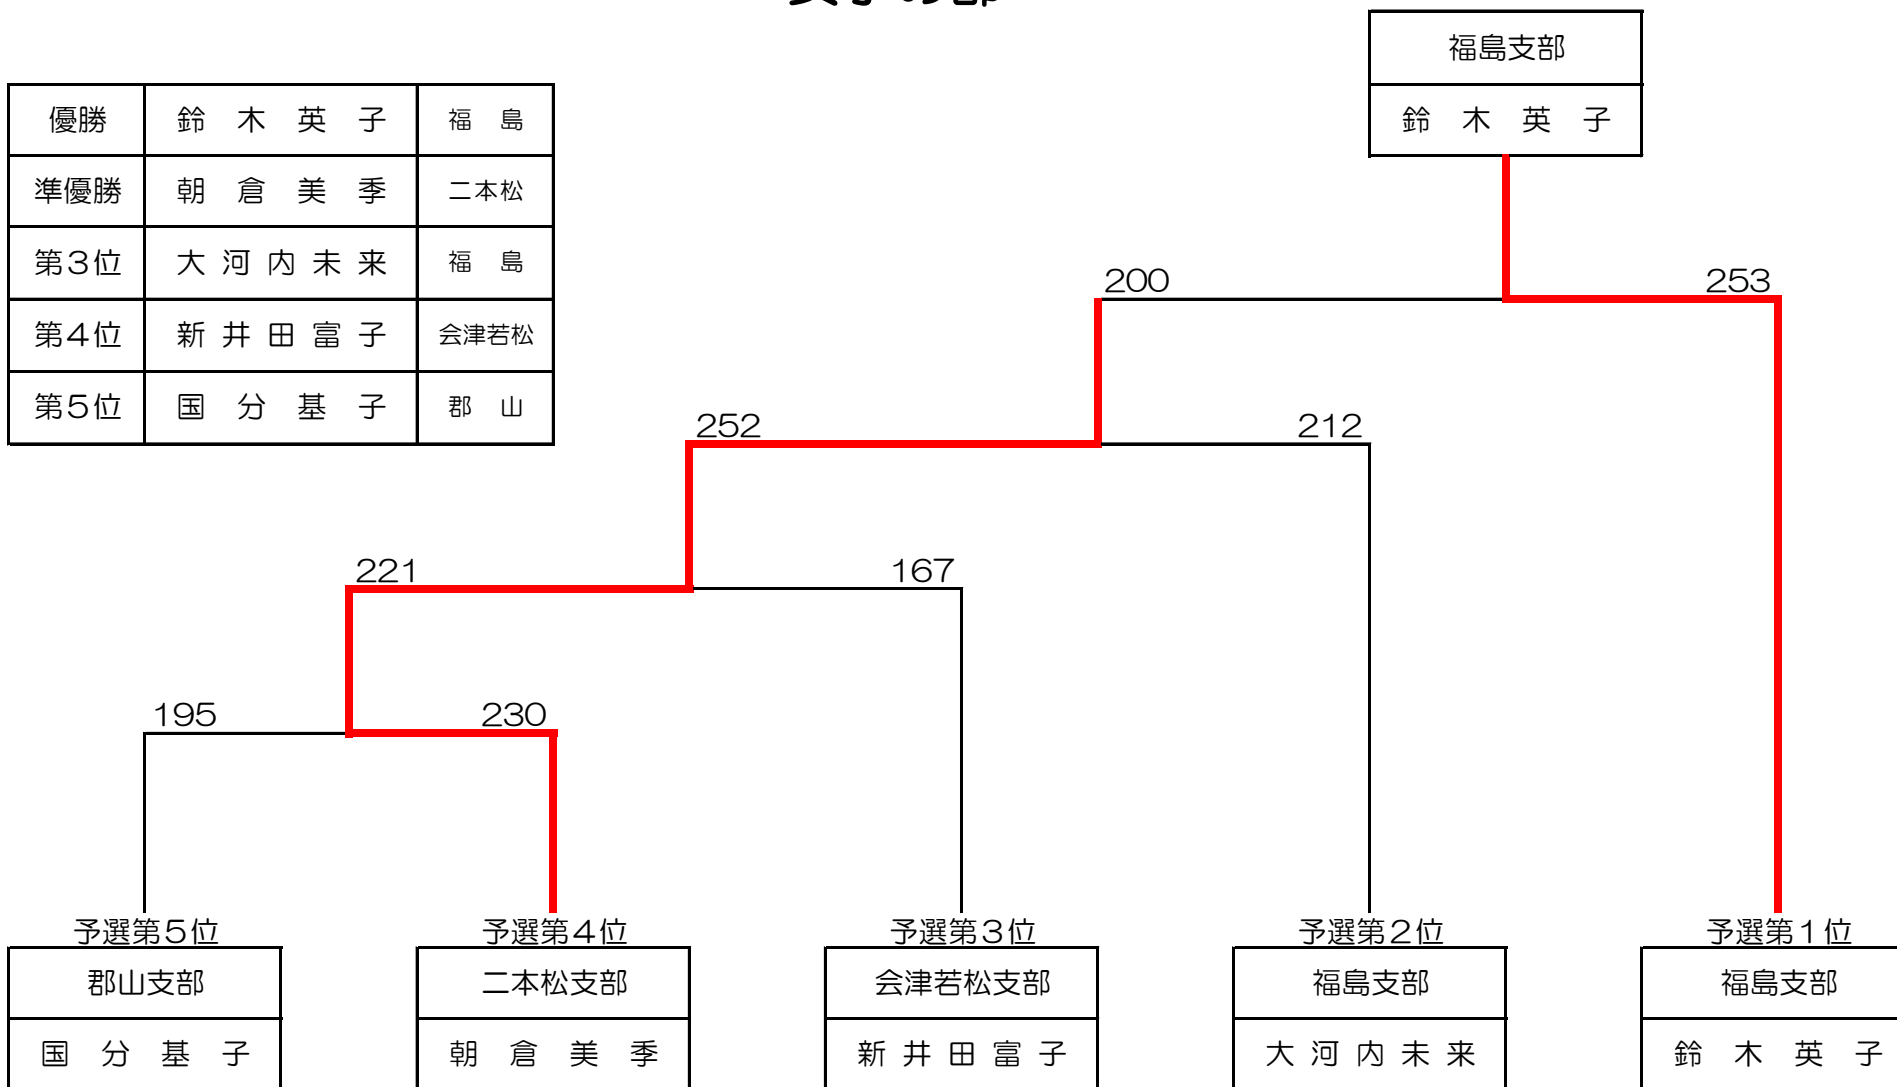 福島支部
鈴木英子
優勝 鈴木英子 福島
準優勝 朝倉美季 二本松
第3位 大河内未来 福島
第4位 新井田富子 会津若松
第5位 国分基子 郡山
200 253
252 212
221 167
195 230
予選第5位 予選第4位 予選第3位 予選第2位 予選第1位
郡山支部 二本松支部 会津若松支部 福島支部 福島支部
国分基子 朝倉美季 新井田富子 大河内未来 鈴木英子